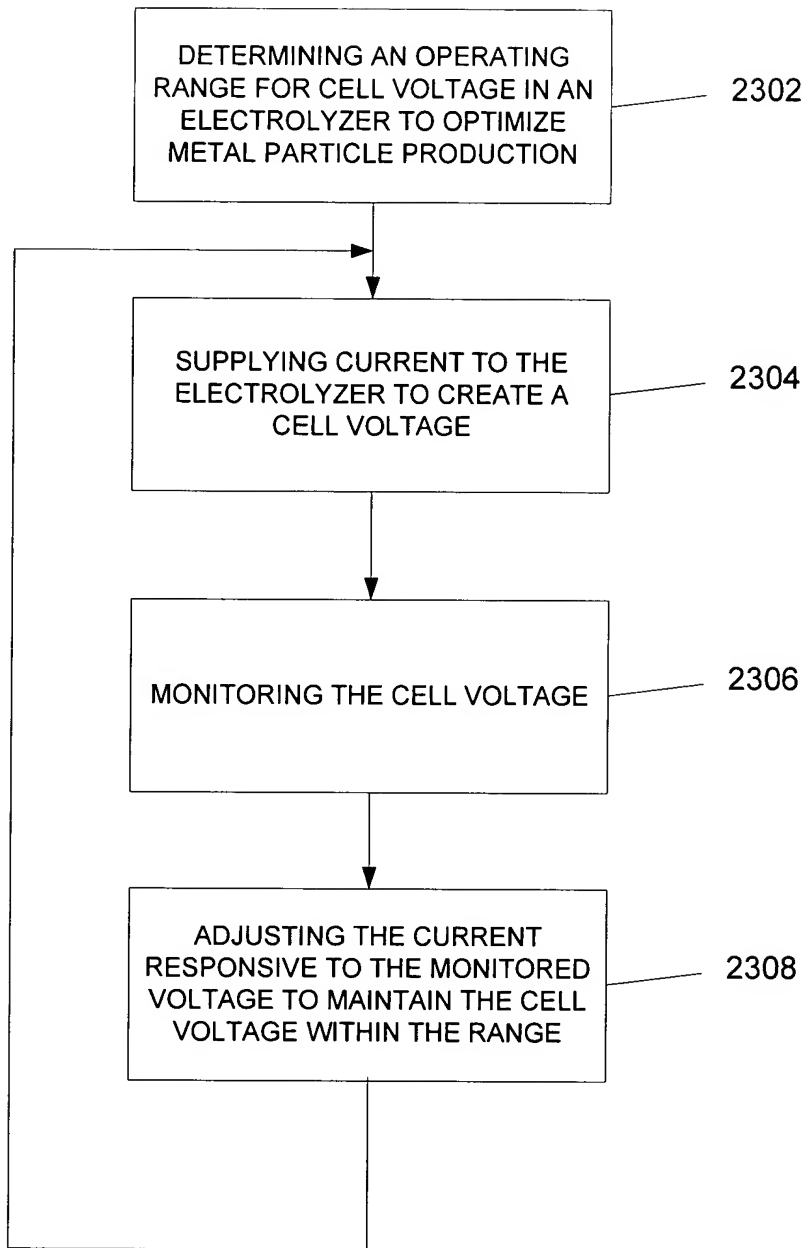 DETERMINING AN OPERATING
RANGE FOR CELL VOLTAGE IN AN
ELECTROLYZER TO OPTIMIZE
METAL PARTICLE PRODUCTION
2302
SUPPLYING CURRENT TO THE
ELECTROLYZER TO CREATE A
CELL VOLTAGE
2304
MONITORING THE CELL VOLTAGE
2306
ADJUSTING THE CURRENT
RESPONSIVE TO THE MONITORED
VOLTAGE TO MAINTAIN THE CELL
VOLTAGE WITHIN THE RANGE
2308